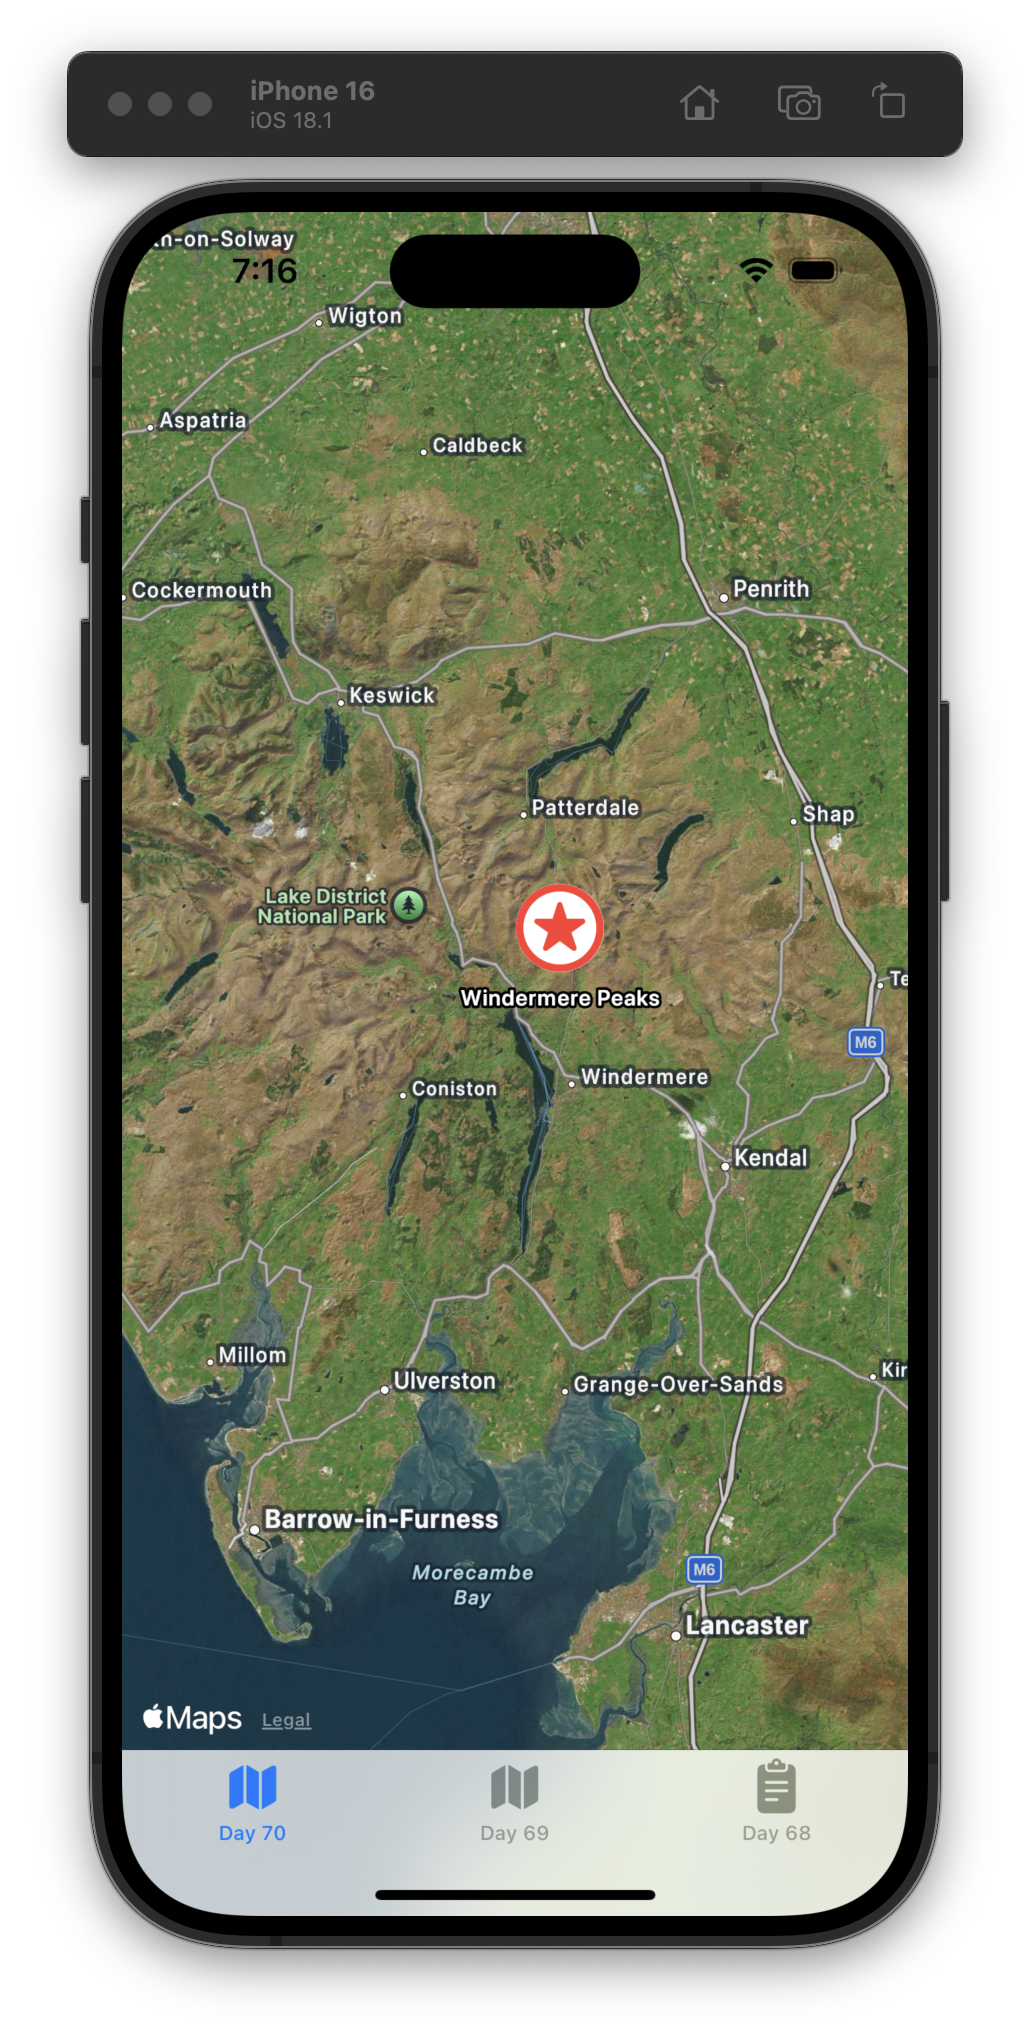 iPhone 16
iOS 18.1
th-on-Solway
7:16
Wigton
Aspatria
Caldbeck
Cockermouth
Penrith
Keswick
Patterdale
Shap
Lake District
National Park
Te
Windermere Peaks
M6
Windermere
Coniston
Kendal
Millom
Ulverston
Grange-Over-Sands
Kir
Barrow-in-Furness
Morecambe
Bay
M6
Lancaster
Maps
Legal
Day 70
Day 69
Day 68